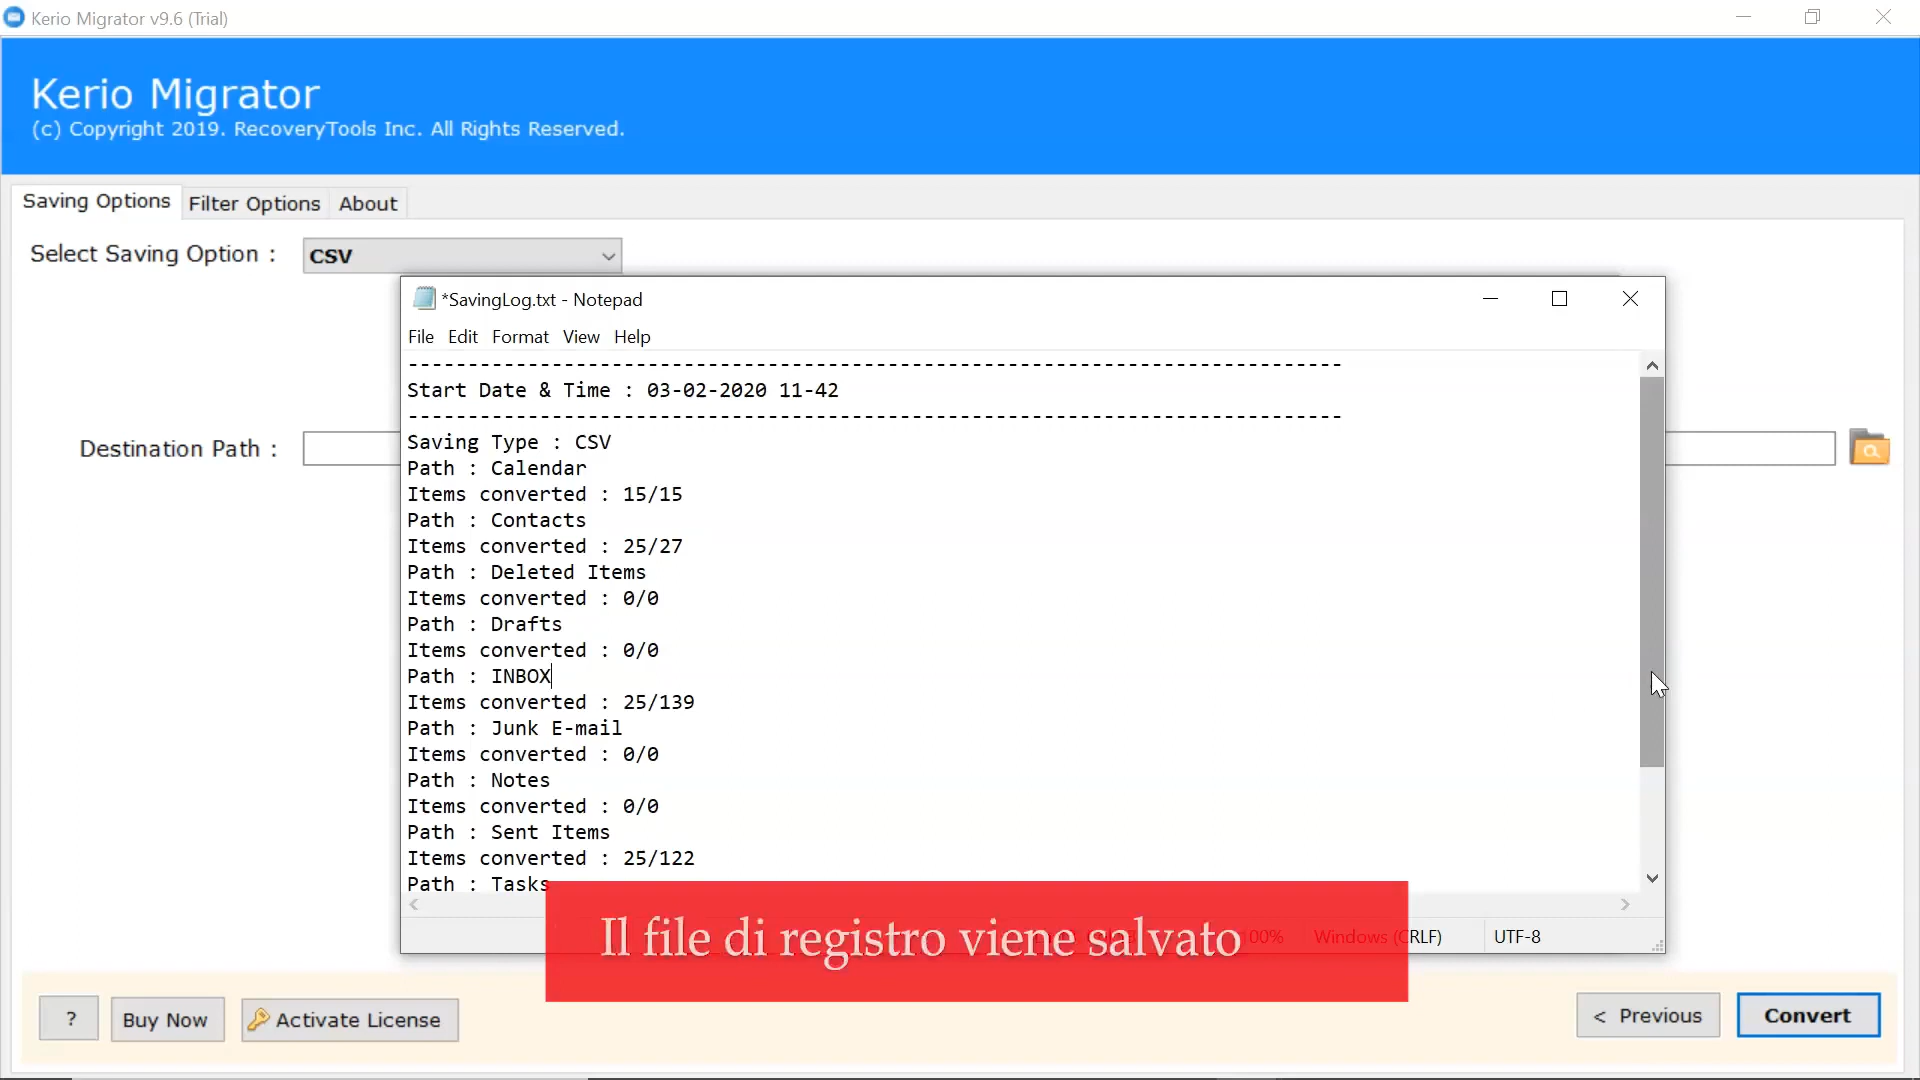 Kerio Migrator v9.6 (Trial)
Kerio Migrator
(c) Copyright 2019. RecoveryTools Inc. All Rights Reserved.
Saving Options
Filter Options
About
Select Saving Option :
CSV
Destination Path :
*SavingLog.txt - Notepad
File Edit Format View Help
------------------------------------------------------------------------------
Start Date & Time : 03-02-2020 11-42
------------------------------------------------------------------------------
Saving Type : CSV
Path : Calendar
Items converted : 15/15
Path : Contacts
Items converted : 25/27
Path : Deleted Items
Items converted : 0/0
Path : Drafts
Items converted : 0/0
Path : INBOX
Items converted : 25/139
Path : Junk E-mail
Items converted : 0/0
Path : Notes
Items converted : 0/0
Path : Sent Items
Items converted : 25/122
Path : Tasks
100%
Windows (CRLF)
UTF-8
Il file di registro viene salvato
?
Buy Now
Activate License
< Previous
Convert